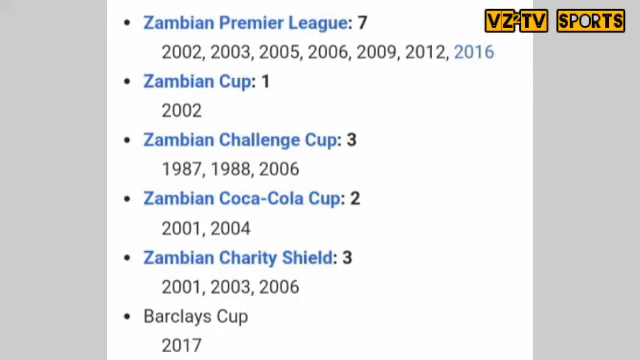 VZ²TV SPORTS
Zambian Premier League: 7
2002, 2003, 2005, 2006, 2009, 2012, 2016
Zambian Cup: 1
2002
Zambian Challenge Cup: 3
1987, 1988, 2006
Zambian Coca-Cola Cup: 2
2001, 2004
Zambian Charity Shield: 3
2001, 2003, 2006
Barclays Cup
2017